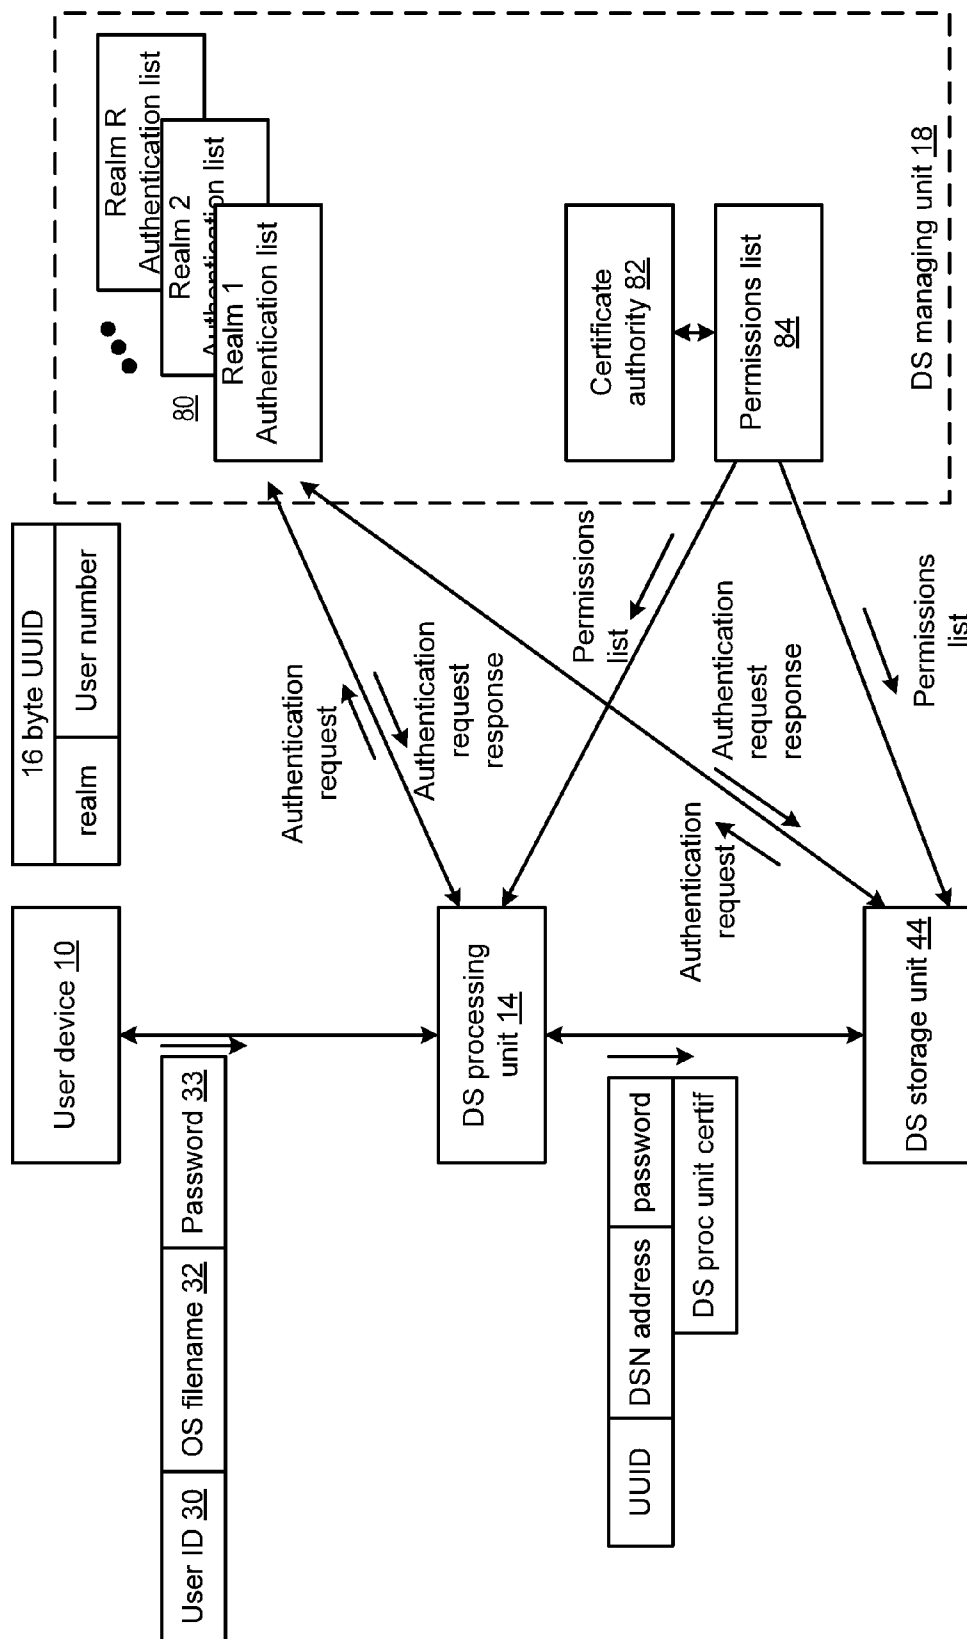 User ID 30
OS filename 32
Password 33
User device 10
16 byte UUID
realm
User number
Realm R
Authentication list
Realm 2
Authentication list
Realm 1
Authentication list
80
Authentication
request
Authentication
request
response
DS processing
unit 14
UUID
DSN address
password
DS proc unit certif
Permissions
list
Certificate
authority 82
Permissions list
84
Authentication
request
Authentication
request
response
DS storage unit 44
Permissions
list
DS managing unit 18